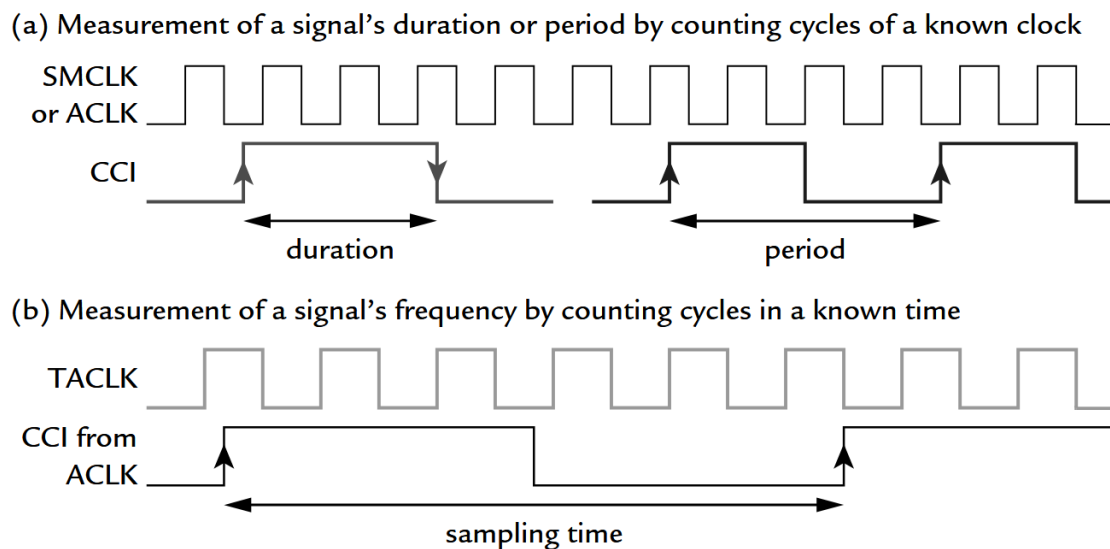 (a) Measurement of a signal's duration or period by counting cycles of a known clock
SMCLK
or ACLK
CCI
duration
period
(b) Measurement of a signal's frequency by counting cycles in a known time
TACLK
CCI from
ACLK
sampling time